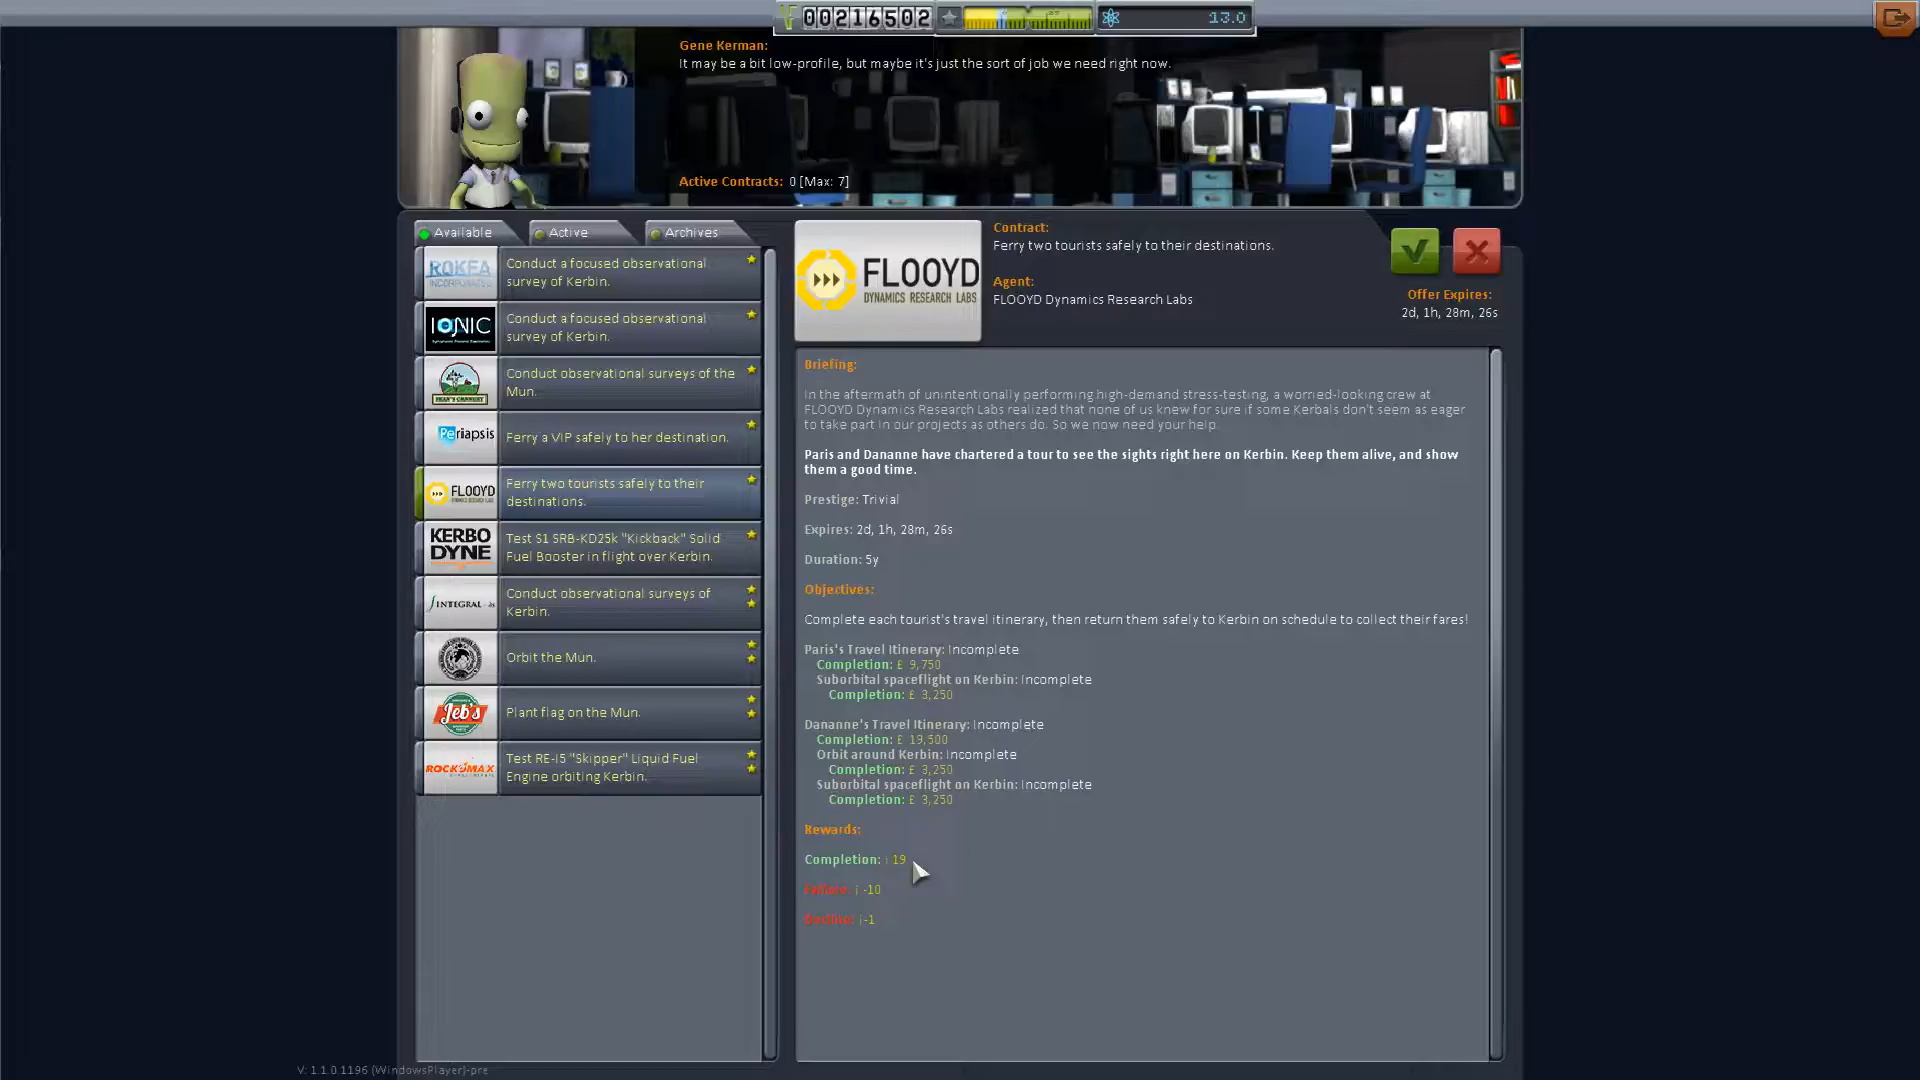 00216502
13.0
Gene Kerman:
It may be a bit low-profile, but maybe it's just the sort of job we need right now.
Active Contracts: 0 [Max: 7]
Available
Active
Archives
ROKEA
INCORPORATED
Conduct a focused observational
survey of Kerbin.
IONIC
Conduct a focused observational
survey of Kerbin.
Conduct observational surveys of the
Mun.
Periapsis
Ferry a VIP safely to her destination.
FLOOYD
Ferry two tourists safely to their
destinations.
KERBO
DYNE
Test S1 SRB-KD25k "Kickback" Solid
Fuel Booster in flight over Kerbin.
INTEGRAL
Conduct observational surveys of
Kerbin.
Orbit the Mun.
Jeb's
Plant flag on the Mun.
ROCKOMAX
Test RE-I5 "Skipper" Liquid Fuel
Engine orbiting Kerbin.
FLOOYD
DYNAMICS RESEARCH LABS
Contract:
Ferry two tourists safely to their destinations.
Agent:
FLOOYD Dynamics Research Labs
Offer Expires:
2d, 1h, 28m, 26s
Briefing:
In the aftermath of unintentionally performing high-demand stress-testing, a worried-looking crew at
FLOOYD Dynamics Research Labs realized that none of us knew for sure if some Kerbals don't seem as eager
to take part in our projects as others do. So we now need your help.
Paris and Dananne have chartered a tour to see the sights right here on Kerbin. Keep them alive, and show
them a good time.
Prestige: Trivial
Expires: 2d, 1h, 28m, 26s
Duration: 5y
Objectives:
Complete each tourist's travel itinerary, then return them safely to Kerbin on schedule to collect their fares!
Paris's Travel Itinerary: Incomplete
Completion: £ 9,750
Suborbital spaceflight on Kerbin: Incomplete
Completion: £ 3,250
Dananne's Travel Itinerary: Incomplete
Completion: £ 19,500
Orbit around Kerbin: Incomplete
Completion: £ 3,250
Suborbital spaceflight on Kerbin: Incomplete
Completion: £ 3,250
Rewards:
Completion: ¡ 19
Failure: ¡ -10
Decline: ¡ -1
V: 1.1.0.1196 (WindowsPlayer)-pre